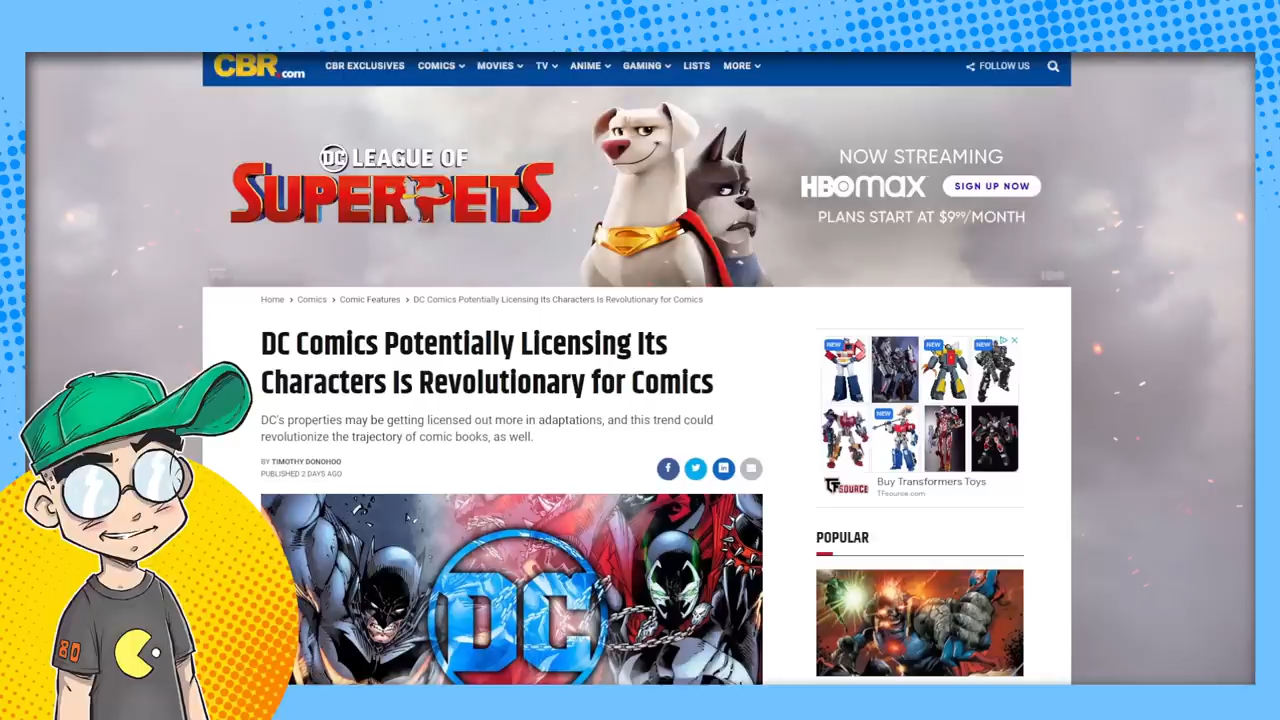 CBR.com
CBR EXCLUSIVES COMICS MOVIES TV ANIME GAMING LISTS MORE FOLLOW US
DC LEAGUE OF
SUPERPETS
NOW STREAMING
HBOmax SIGN UP NOW
PLANS START AT $9⁹⁹/MONTH
Home > Comics > Comic Features > DC Comics Potentially Licensing Its Characters Is Revolutionary for Comics
DC Comics Potentially Licensing Its
Characters Is Revolutionary for Comics
DC's properties may be getting licensed out more in adaptations, and this trend could
revolutionize the trajectory of comic books, as well.
BY TIMOTHY DONOHOO
PUBLISHED 2 DAYS AGO
DC
NEW NEW NEW
NEW
TFSOURCE
Buy Transformers Toys
TFsource.com
POPULAR
80